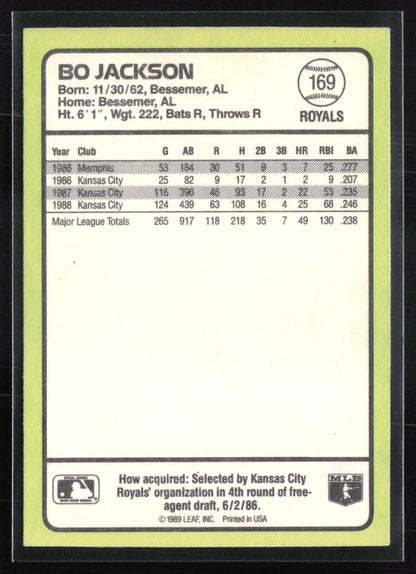 BO JACKSON
Born: 11/30/62, Bessemer, AL
Home: Bessemer, AL
Ht. 6'1", Wgt. 222, Bats R, Throws R
169
ROYALS
Year Club G AB R H 2B 3B HR RBI BA
1986 Memphis 53 184 30 51 9 3 7 25 .277
1986 Kansas City 25 82 9 17 2 1 2 9 .207
1987 Kansas City 116 396 46 93 17 2 22 53 .235
1988 Kansas City 124 439 63 108 16 4 25 68 .246
Major League Totals 265 917 118 218 35 7 49 130 .238
How acquired: Selected by Kansas City
Royals' organization in 4th round of free-
agent draft, 6/2/86.
© 1989 LEAF, INC. Printed in USA
MLB